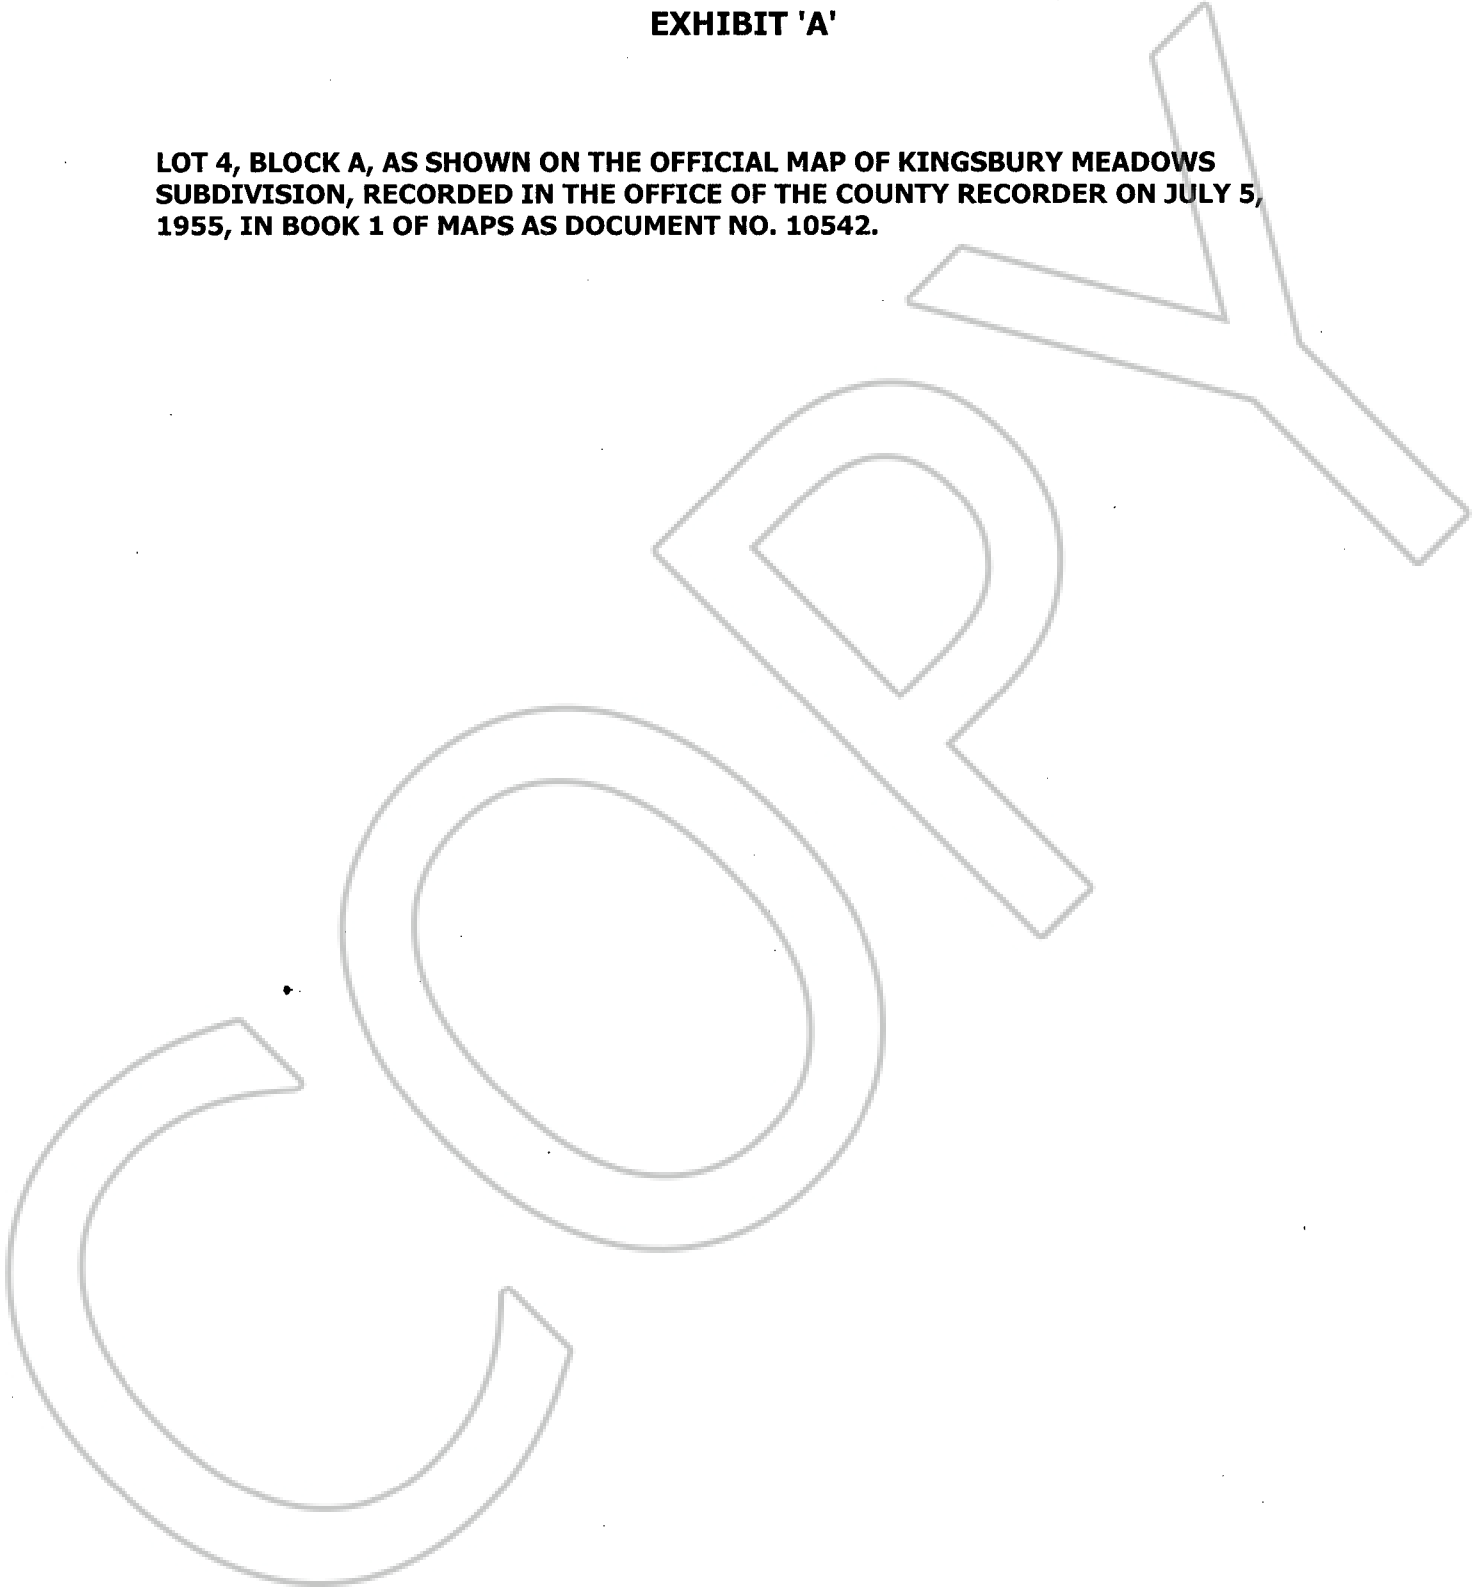 EXHIBIT 'A'
LOT 4, BLOCK A, AS SHOWN ON THE OFFICIAL MAP OF KINGSBURY MEADOWS
SUBDIVISION, RECORDED IN THE OFFICE OF THE COUNTY RECORDER ON JULY 5,
1955, IN BOOK 1 OF MAPS AS DOCUMENT NO. 10542.
COPY